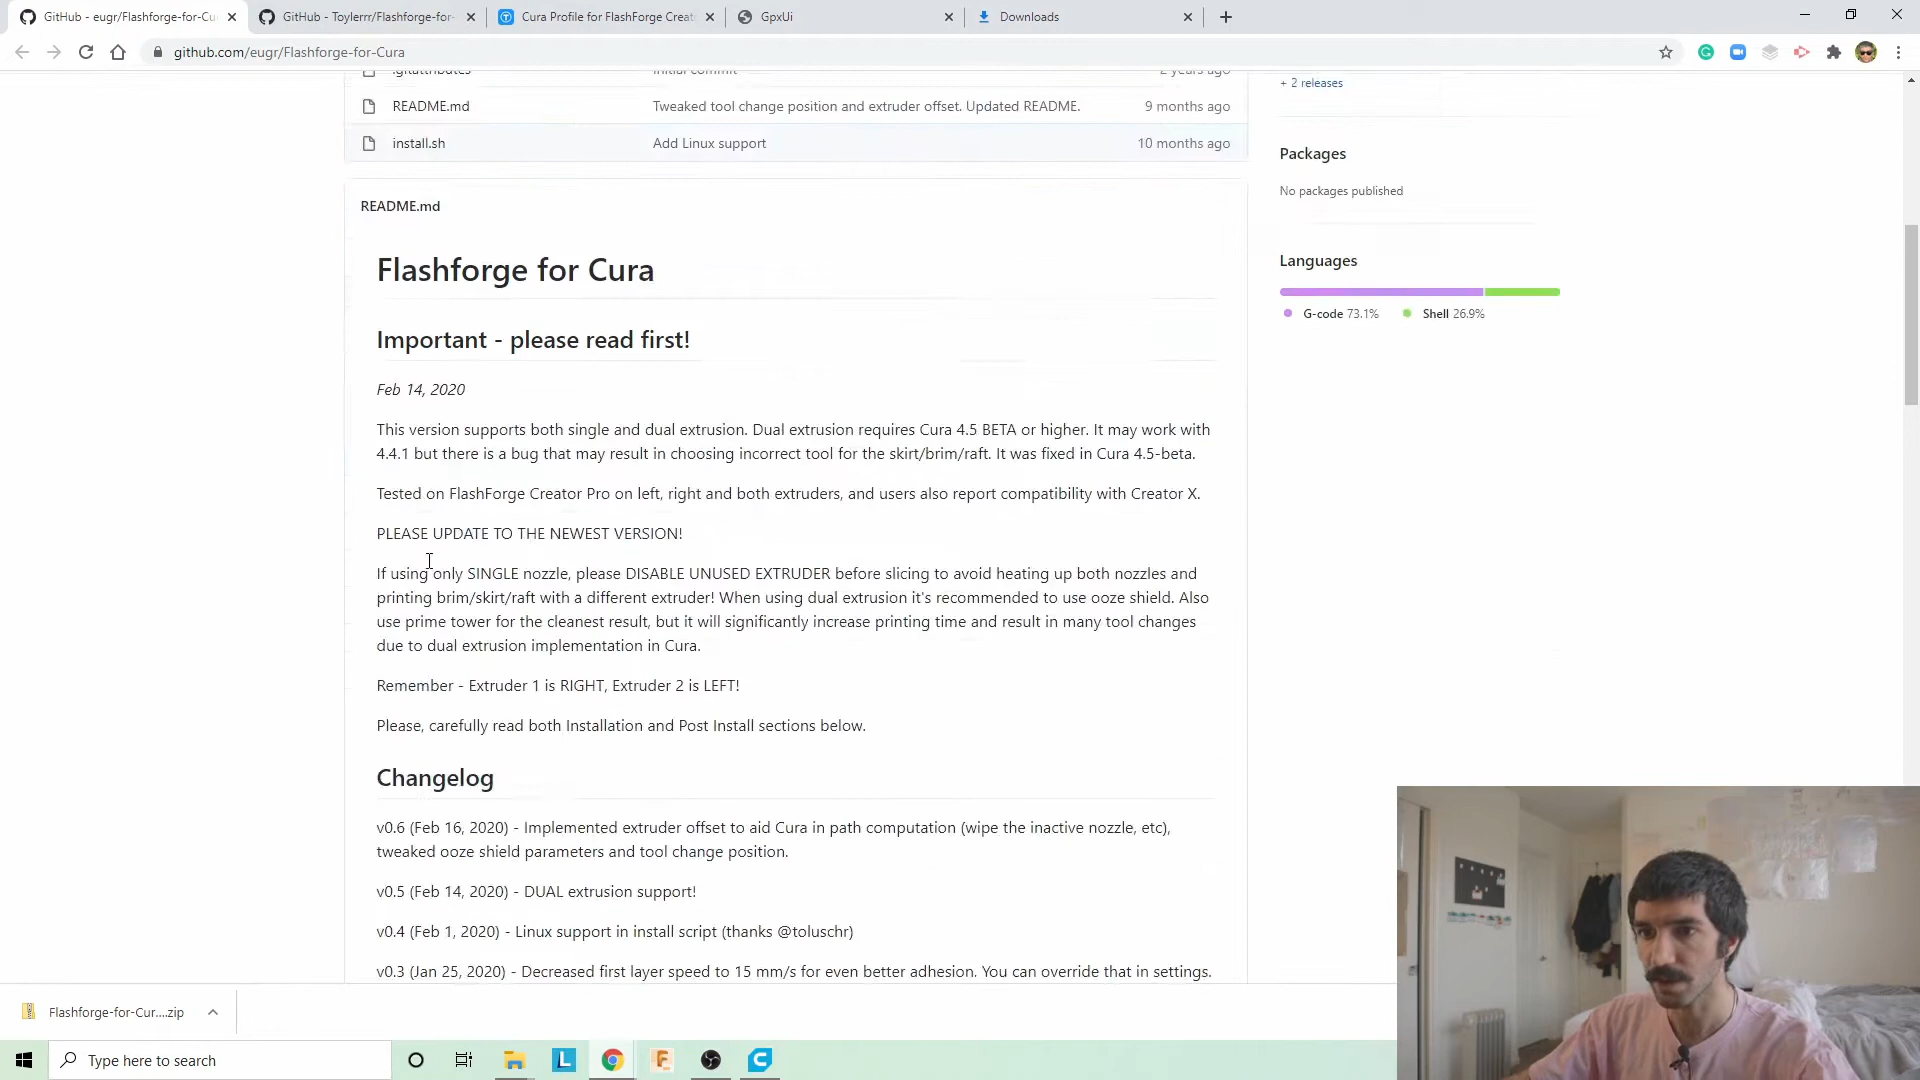 GitHub - eugr/Flashforge-for-Cu
GitHub - Toylerrr/Flashforge-for-
Cura Profile for FlashForge Creat
GpxUi
Downloads
github.com/eugr/Flashforge-for-Cura
.gitattributes Initial commit 2 years ago
README.md Tweaked tool change position and extruder offset. Updated README. 9 months ago
install.sh Add Linux support 10 months ago
+ 2 releases
Packages
No packages published
Languages
G-code 73.1% Shell 26.9%
README.md
Flashforge for Cura
Important - please read first!
Feb 14, 2020
This version supports both single and dual extrusion. Dual extrusion requires Cura 4.5 BETA or higher. It may work with
4.4.1 but there is a bug that may result in choosing incorrect tool for the skirt/brim/raft. It was fixed in Cura 4.5-beta.
Tested on FlashForge Creator Pro on left, right and both extruders, and users also report compatibility with Creator X.
PLEASE UPDATE TO THE NEWEST VERSION!
If using only SINGLE nozzle, please DISABLE UNUSED EXTRUDER before slicing to avoid heating up both nozzles and
printing brim/skirt/raft with a different extruder! When using dual extrusion it's recommended to use ooze shield. Also
use prime tower for the cleanest result, but it will significantly increase printing time and result in many tool changes
due to dual extrusion implementation in Cura.
Remember - Extruder 1 is RIGHT, Extruder 2 is LEFT!
Please, carefully read both Installation and Post Install sections below.
Changelog
v0.6 (Feb 16, 2020) - Implemented extruder offset to aid Cura in path computation (wipe the inactive nozzle, etc),
tweaked ooze shield parameters and tool change position.
v0.5 (Feb 14, 2020) - DUAL extrusion support!
v0.4 (Feb 1, 2020) - Linux support in install script (thanks @toluschr)
v0.3 (Jan 25, 2020) - Decreased first layer speed to 15 mm/s for even better adhesion. You can override that in settings.
Flashforge-for-Cur....zip
Type here to search